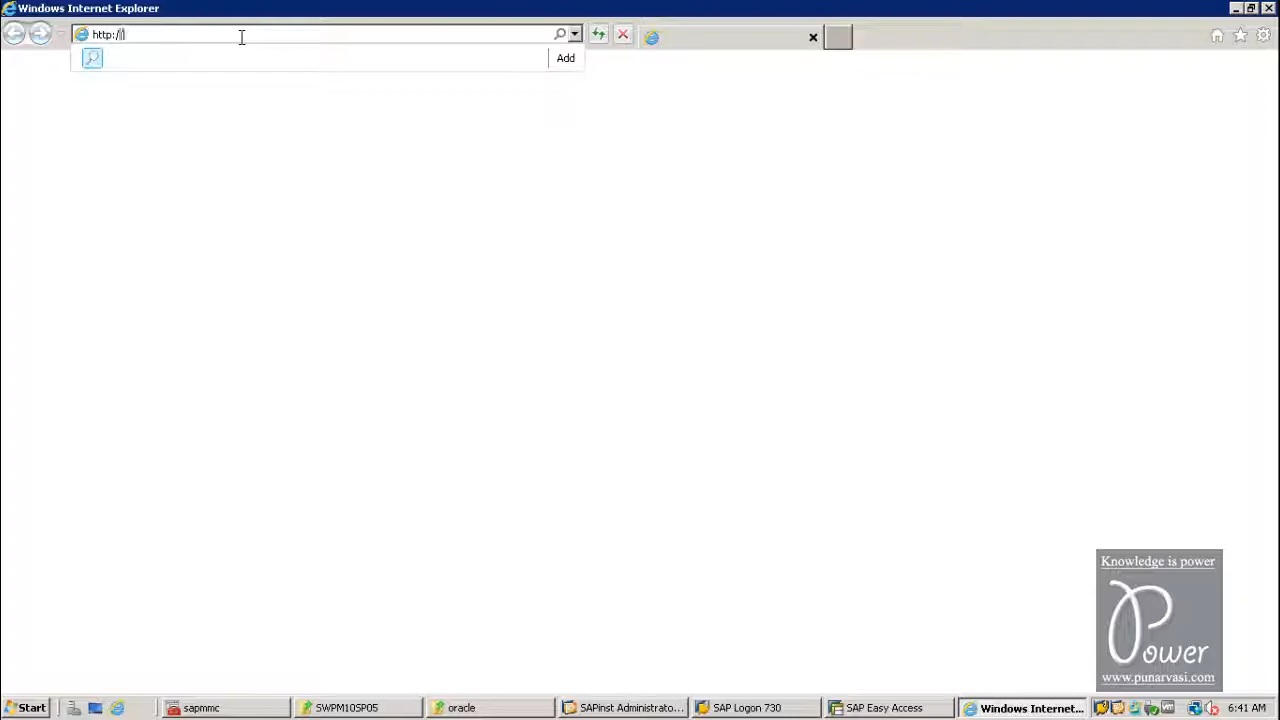 Windows Internet Explorer
http://
Add
Knowledge is power
Power
www.punarvasi.com
Start
sapmmc
SWPM10SP05
oracle
SAPinst Administrato...
SAP Logon 730
SAP Easy Access
Windows Internet...
6:41 AM